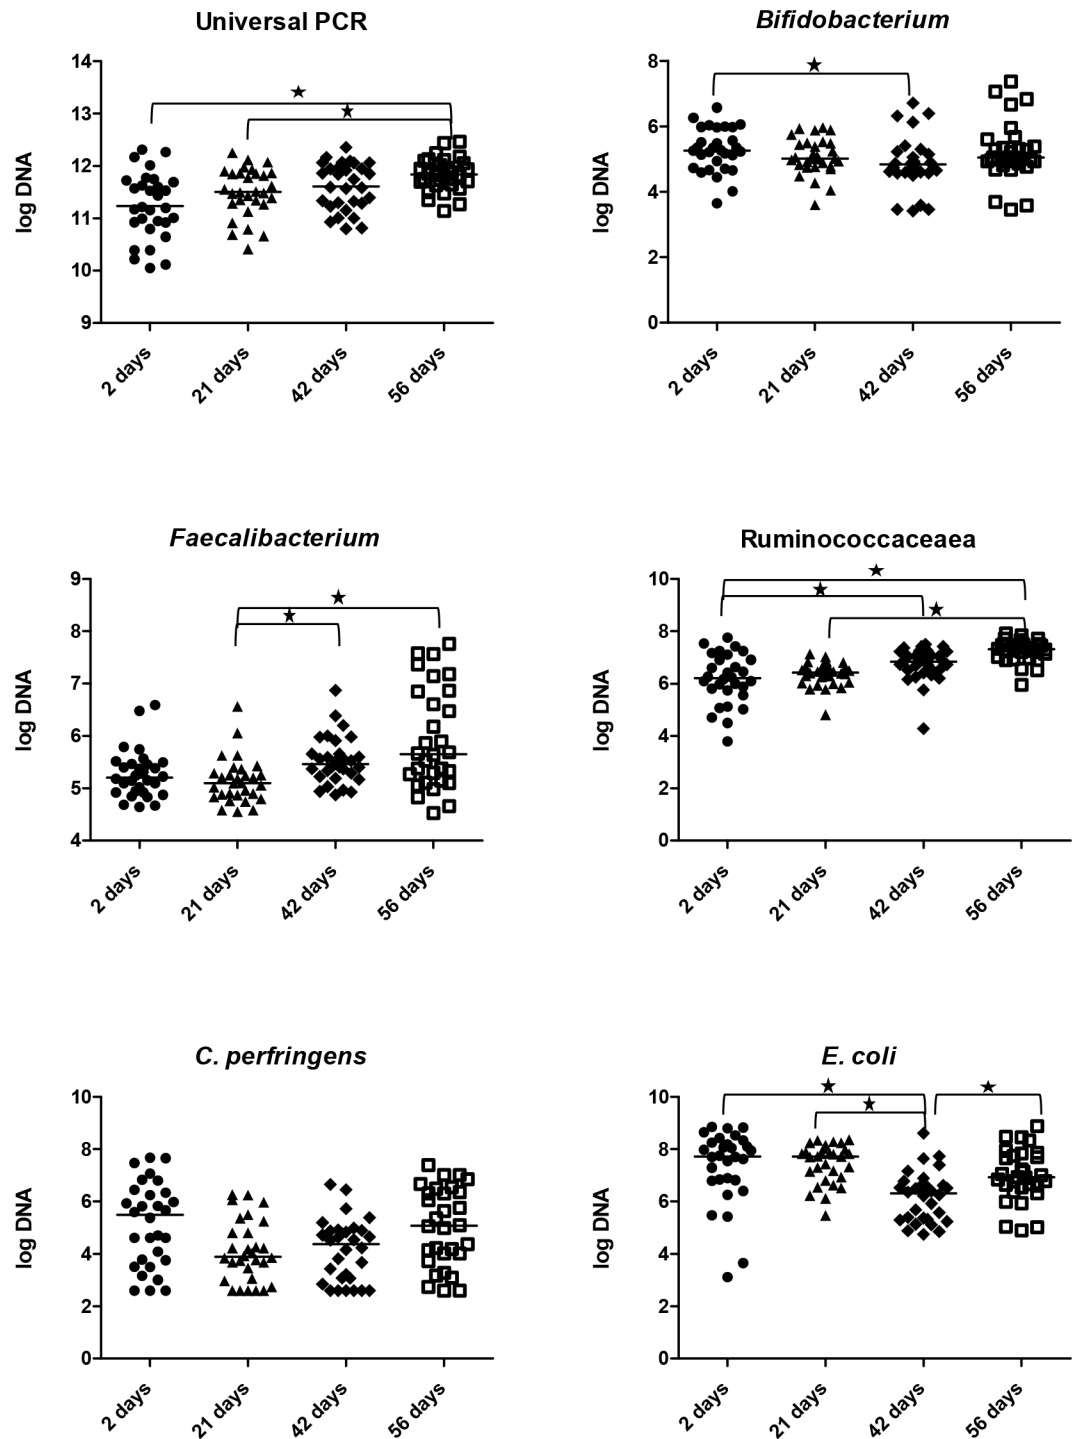 Universal PCR
log DNA
14
13
12
11
10
9
2 days
21 days
42 days
56 days
Bifidobacterium
log DNA
8
6
4
2
0
2 days
21 days
42 days
56 days
Faecalibacterium
log DNA
9
8
7
6
5
4
2 days
21 days
42 days
56 days
Ruminococcaceaea
log DNA
10
8
6
4
2
0
2 days
21 days
42 days
56 days
C. perfringens
log DNA
10
8
6
4
2
0
2 days
21 days
42 days
56 days
E. coli
log DNA
10
8
6
4
2
0
2 days
21 days
42 days
56 days